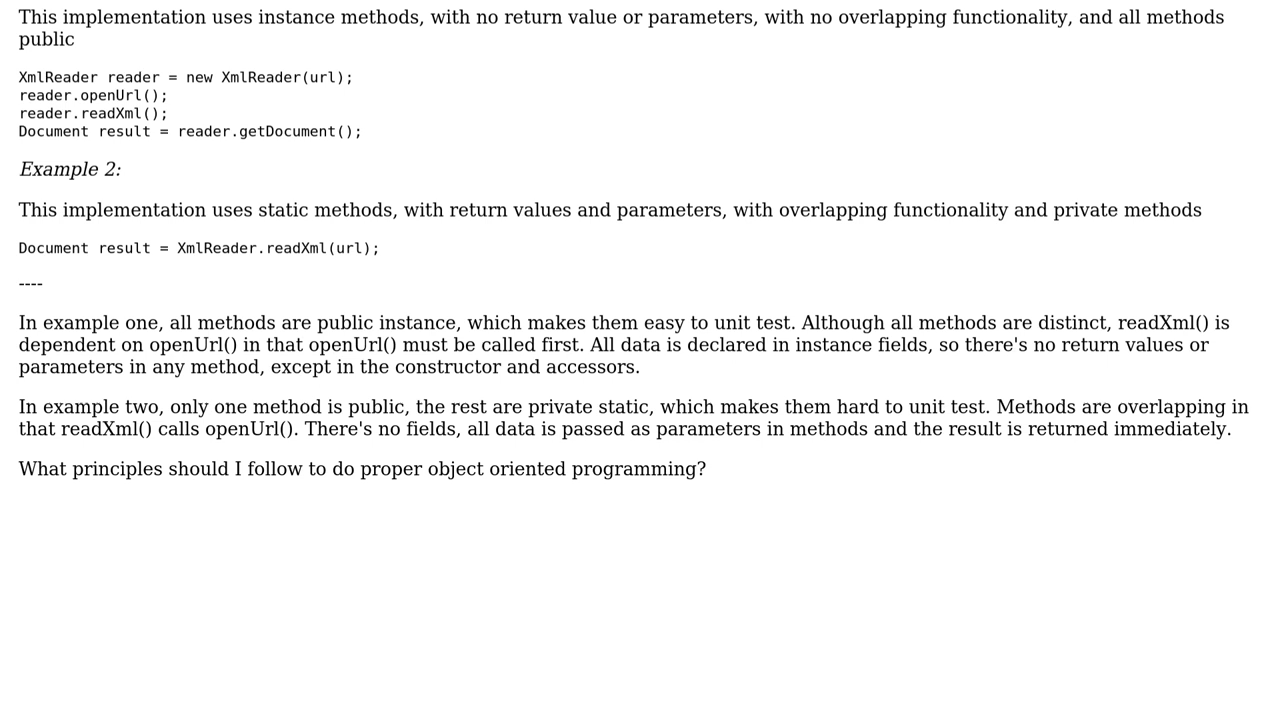 This implementation uses instance methods, with no return value or parameters, with no overlapping functionality, and all methods
public
XmlReader reader = new XmlReader(url);
reader.openUrl();
reader.readXml();
Document result = reader.getDocument();
Example 2:
This implementation uses static methods, with return values and parameters, with overlapping functionality and private methods
Document result = XmlReader.readXml(url);
----
In example one, all methods are public instance, which makes them easy to unit test. Although all methods are distinct, readXml() is
dependent on openUrl() in that openUrl() must be called first. All data is declared in instance fields, so there's no return values or
parameters in any method, except in the constructor and accessors.
In example two, only one method is public, the rest are private static, which makes them hard to unit test. Methods are overlapping in
that readXml() calls openUrl(). There's no fields, all data is passed as parameters in methods and the result is returned immediately.
What principles should I follow to do proper object oriented programming?